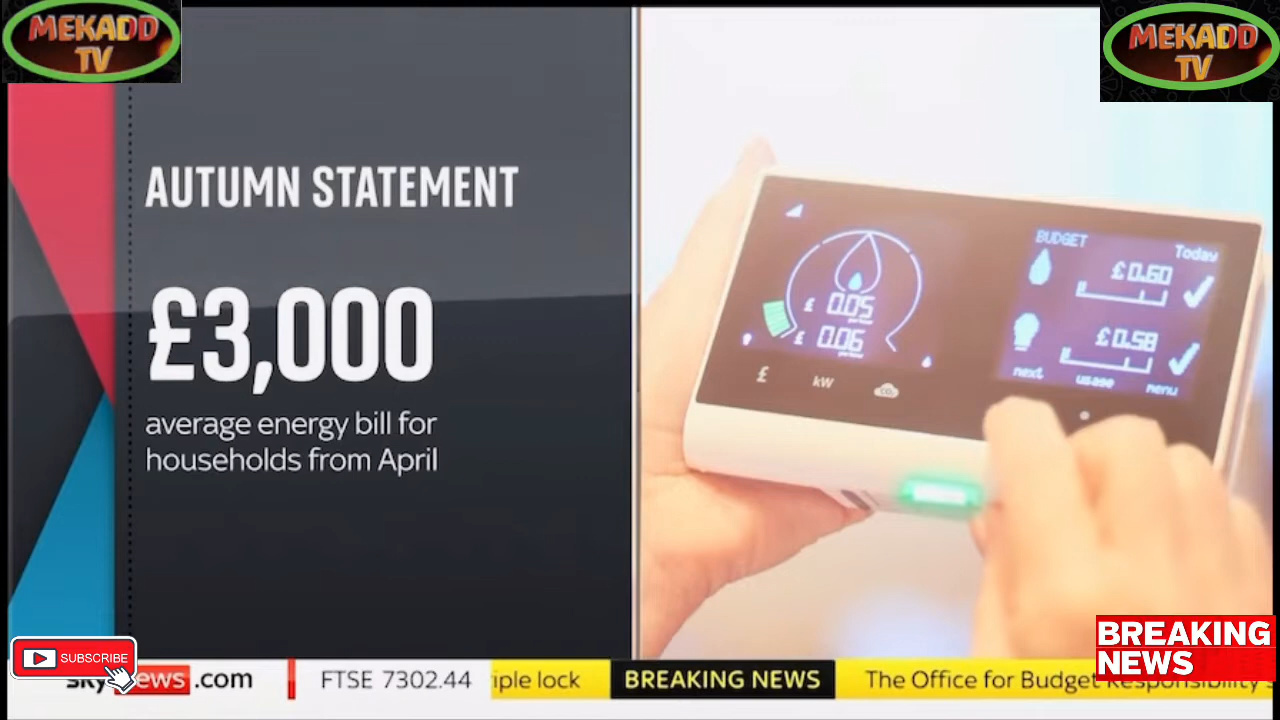 MEKADD
TV
MEKADD
TV
AUTUMN STATEMENT
£3,000
average energy bill for
households from April
BUDGET
Today
£0.60
£0.58
next usage menu
£ 0.05
£ 0.06
£ kW CO2
BREAKING
NEWS
SUBSCRIBE
sky news .com
FTSE 7302.44
iple lock
BREAKING NEWS
The Office for Budget Responsibility's